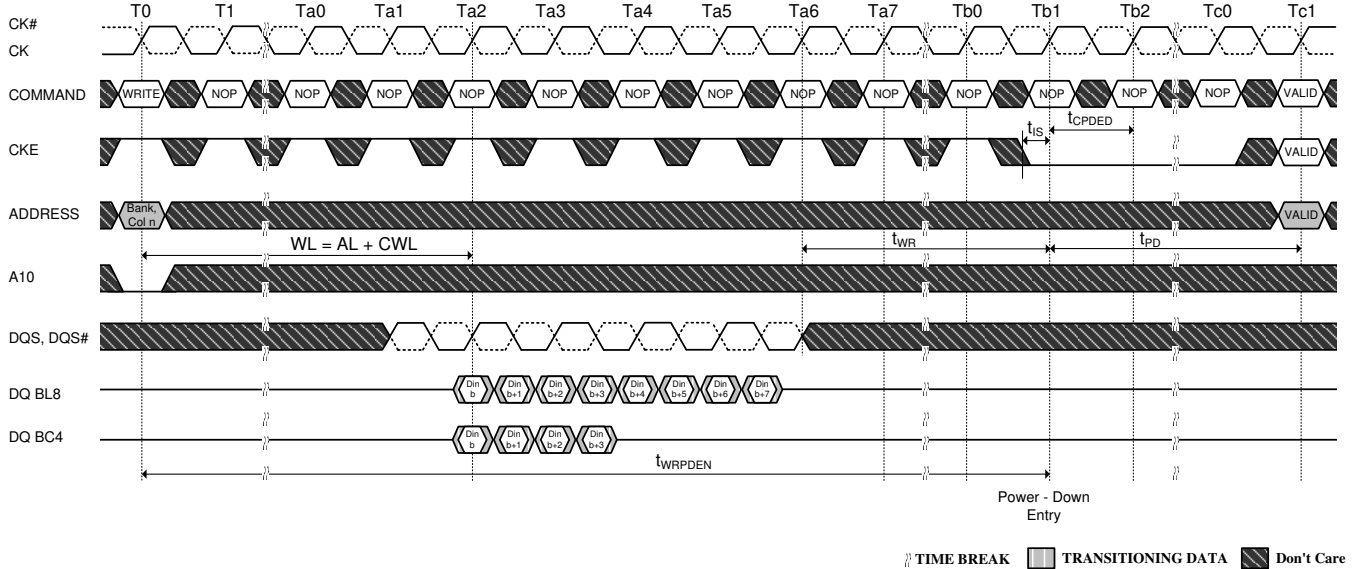 T0 T1 Ta0 Ta1 Ta2 Ta3 Ta4 Ta5 Ta6 Ta7 Tb0 Tb1 Tb2 Tc0 Tc1
CK#
CK
COMMAND WRITE NOP NOP NOP NOP NOP NOP NOP NOP NOP NOP NOP NOP NOP VALID
tIS tCPDED
CKE VALID
ADDRESS Bank, Col n VALID
WL = AL + CWL tWR tPD
A10
DQS, DQS#
DQ BL8 Din b Din b+1 Din b+2 Din b+3 Din b+4 Din b+5 Din b+6 Din b+7
DQ BC4 Din b Din b+1 Din b+2 Din b+3
tWRPDEN
Power - Down
Entry
TIME BREAK TRANSITIONING DATA Don't Care